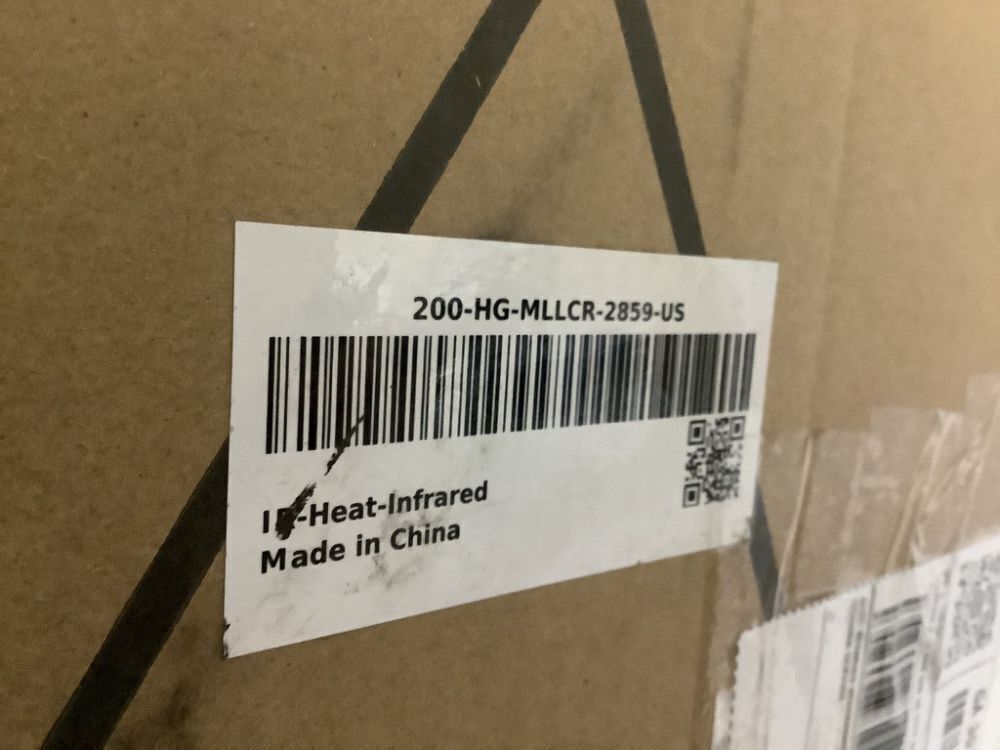 200-HG-MLLCR-2859-US
-Heat-Infrared
Made in China